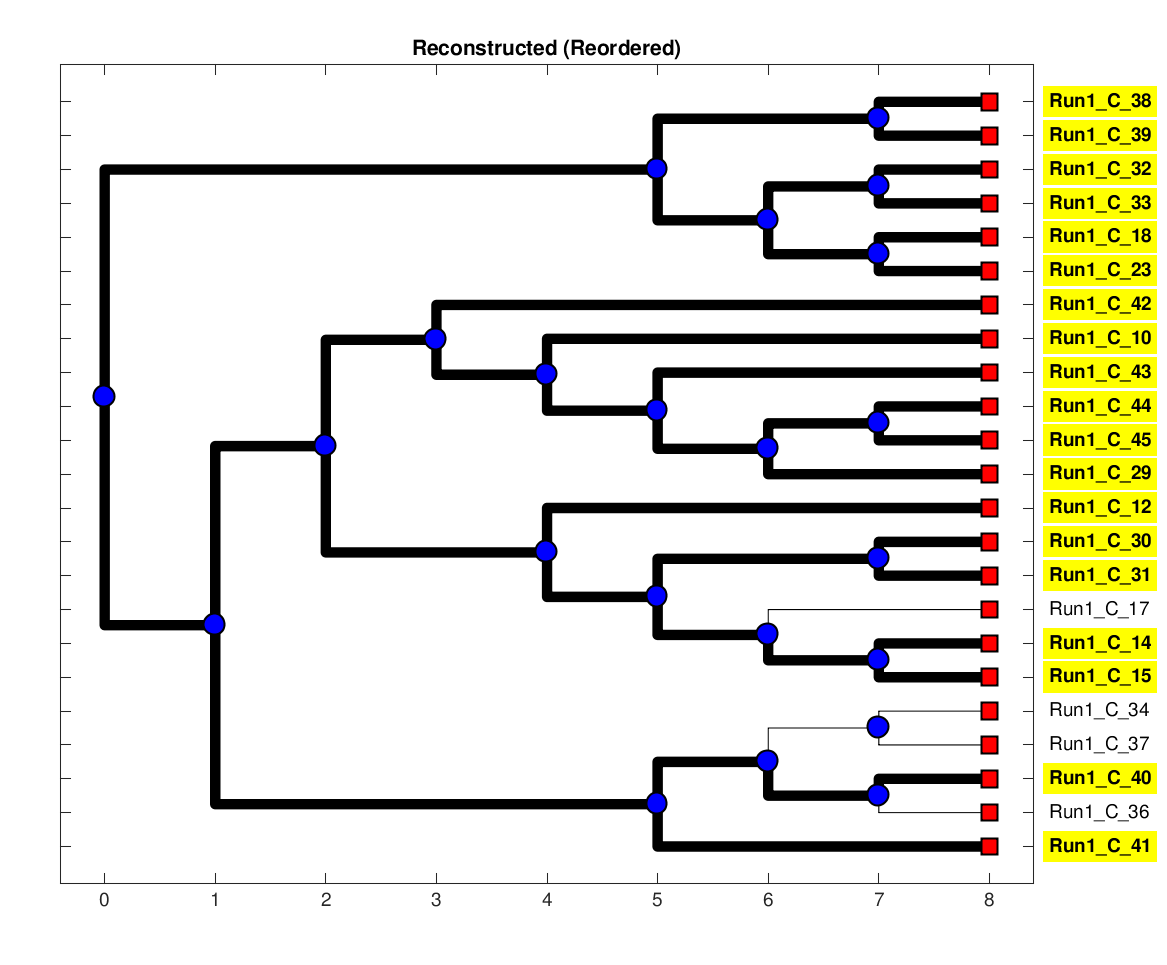 Reconstructed (Reordered)
Run1_C_38
Run1_C_39
Run1_C_32
Run1_C_33
Run1_C_18
Run1_C_23
Run1_C_42
Run1_C_10
Run1_C_43
Run1_C_44
Run1_C_45
Run1_C_29
Run1_C_12
Run1_C_30
Run1_C_31
Run1_C_17
Run1_C_14
Run1_C_15
Run1_C_34
Run1_C_37
Run1_C_40
Run1_C_36
Run1_C_41
0 1 2 3 4 5 6 7 8